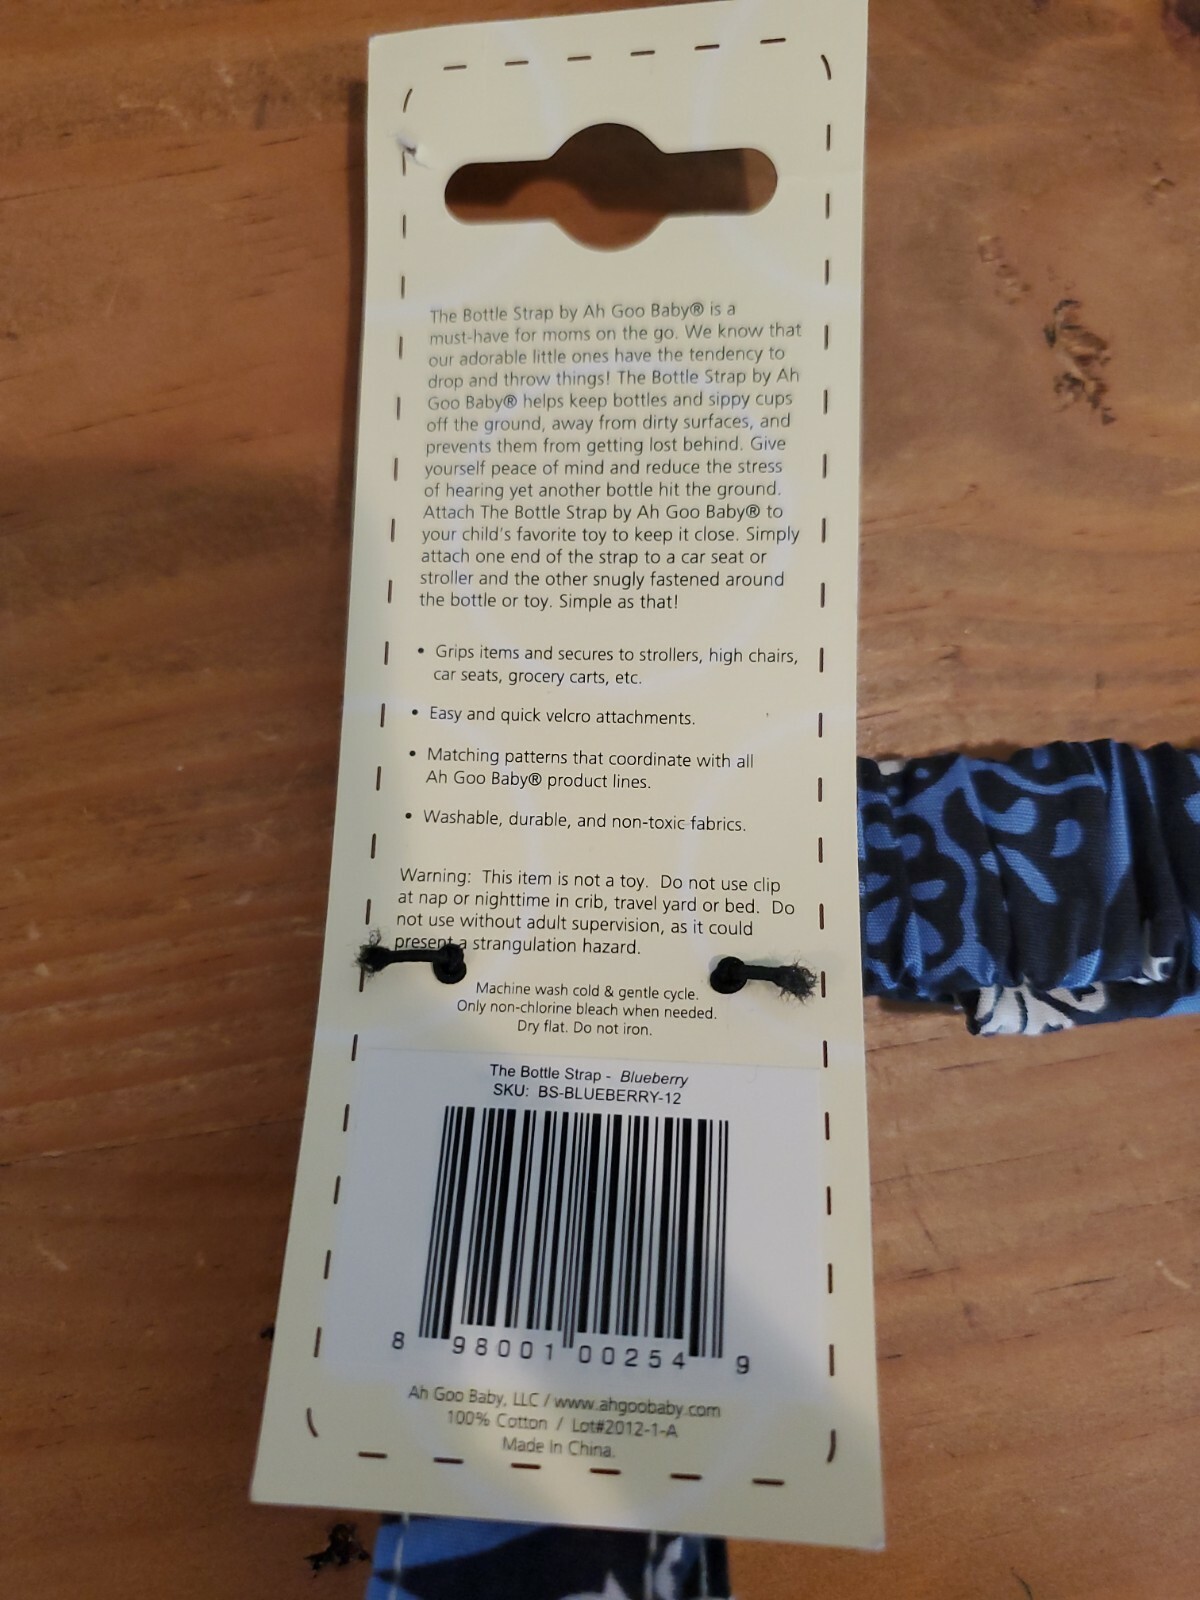 The Bottle Strap by Ah Goo Baby® is a
must-have for moms on the go. We know that
our adorable little ones have the tendency to
drop and throw things! The Bottle Strap by Ah
Goo Baby® helps keep bottles and sippy cups
off the ground, away from dirty surfaces, and
prevents them from getting lost behind. Give
yourself peace of mind and reduce the stress
of hearing yet another bottle hit the ground.
Attach The Bottle Strap by Ah Goo Baby® to
your child's favorite toy to keep it close. Simply
attach one end of the strap to a car seat or
stroller and the other snugly fastened around
the bottle or toy. Simple as that!
• Grips items and secures to strollers, high chairs,
car seats, grocery carts, etc.
• Easy and quick velcro attachments.
• Matching patterns that coordinate with all
Ah Goo Baby® product lines.
• Washable, durable, and non-toxic fabrics.
Warning: This item is not a toy. Do not use clip
at nap or nighttime in crib, travel yard or bed. Do
not use without adult supervision, as it could
present a strangulation hazard.
Machine wash cold & gentle cycle.
Only non-chlorine bleach when needed.
Dry flat. Do not iron.
The Bottle Strap - Blueberry
SKU: BS-BLUEBERRY-12
8 98001 00254 9
Ah Goo Baby, LLC / www.ahgoobaby.com
100% Cotton / Lot#2012-1-A
Made in China.